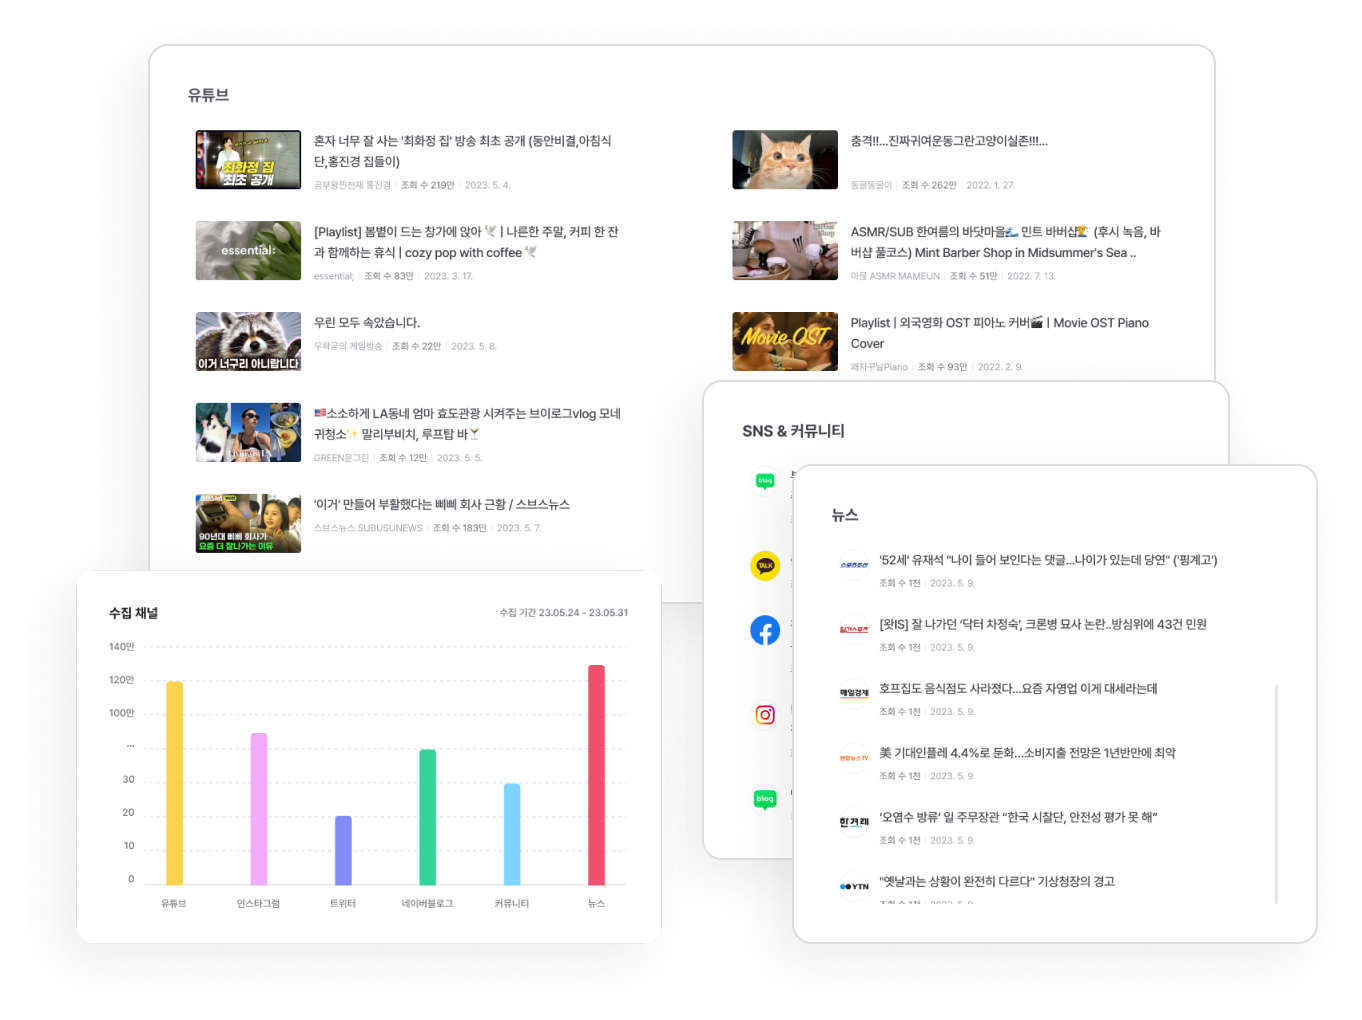 유튜브
최화정 집
최초 공개
혼자 너무 잘 사는 '최화정 집' 방송 최초 공개 (동안비결,아침식
단,홍진경 집들이)
공부왕찐천재 홍진경 | 조회 수 219만 | 2023. 5. 4.
essential:
[Playlist] 봄볕이 드는 창가에 앉아 🕊️ | 나른한 주말, 커피 한 잔
과 함께하는 휴식 | cozy pop with coffee 🕊️
essential; | 조회 수 83만 | 2023. 3. 17.
이거 너구리 아니랍니다
우린 모두 속았습니다.
우왁굳의 게임방송 | 조회 수 22만 | 2023. 5. 8.
🇺🇸소소하게 LA동네 엄마 효도관광 시켜주는 브이로그vlog 모네
귀청소✨ 말리부비치, 루프탑 바🍸
GREEN윤그린 | 조회 수 12만 | 2023. 5. 5.
90년대 삐삐 회사가
요즘 더 잘나가는 이유
'이거' 만들어 부활했다는 삐삐 회사 근황 / 스브스뉴스
스브스뉴스 SUBUSUNEWS | 조회 수 183만 | 2023. 5. 7.
충격!!...진짜귀여운동그란고양이실존!!!...
동글동글이 | 조회 수 262만 | 2022. 1. 27.
Shop
ASMR/SUB 한여름의 바닷마을🌊 민트 바버샵💈 (후시 녹음, 바
버샵 풀코스) Mint Barber Shop in Midsummer's Sea ..
ASMR MAMEUN | 조회 수 51만 | 2022. 7. 13.
Movie OST
Playlist | 외국영화 OST 피아노 커버🎬 | Movie OST Piano
Cover
왜자꾸날Piano | 조회 수 93만 | 2022. 2. 9.
SNS & 커뮤니티
blog
TALK
blog
뉴스
스포츠조선
'52세' 유재석 "나이 들어 보인다는 댓글...나이가 있는데 당연" ('핑계고')
조회 수 1천 | 2023. 5. 9.
일간스포츠
[왓IS] 잘 나가던 ‘닥터 차정숙’, 크론병 묘사 논란..방심위에 43건 민원
조회 수 1천 | 2023. 5. 9.
매일경제
호프집도 음식점도 사라졌다...요즘 자영업 이게 대세라는데
조회 수 1천 | 2023. 5. 9.
연합뉴스TV
美 기대인플레 4.4%로 둔화...소비지출 전망은 1년반만에 최악
조회 수 1천 | 2023. 5. 9.
한겨레
‘오염수 방류’ 일 주무장관 “한국 시찰단, 안전성 평가 못 해”
조회 수 1천 | 2023. 5. 9.
YTN
"옛날과는 상황이 완전히 다르다" 기상청장의 경고
조회 수 1천 | 2023. 5. 9.
수집 채널
수집 기간 23.05.24 - 23.05.31
140만
120만
100만
...
30
20
10
0
유튜브 인스타그램 트위터 네이버블로그 커뮤니티 뉴스